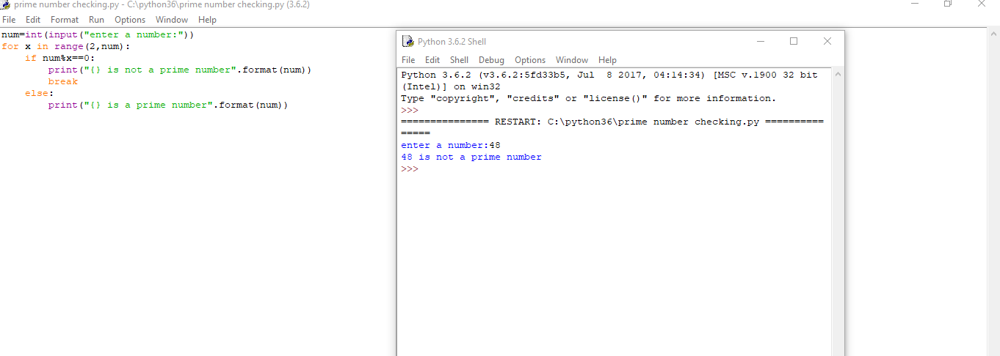 prime number checking.py - C:\python36\prime number checking.py (3.6.2)
File Edit Format Run Options Window Help
num=int(input("enter a number:"))
for x in range(2,num):
    if num%x==0:
        print("{} is not a prime number".format(num))
        break
    else:
        print("{} is a prime number".format(num))
Python 3.6.2 Shell
File Edit Shell Debug Options Window Help
Python 3.6.2 (v3.6.2:5fd33b5, Jul  8 2017, 04:14:34) [MSC v.1900 32 bit
(Intel)] on win32
Type "copyright", "credits" or "license()" for more information.
>>>
=============== RESTART: C:\python36\prime number checking.py ==========
=====
enter a number:48
48 is not a prime number
>>>